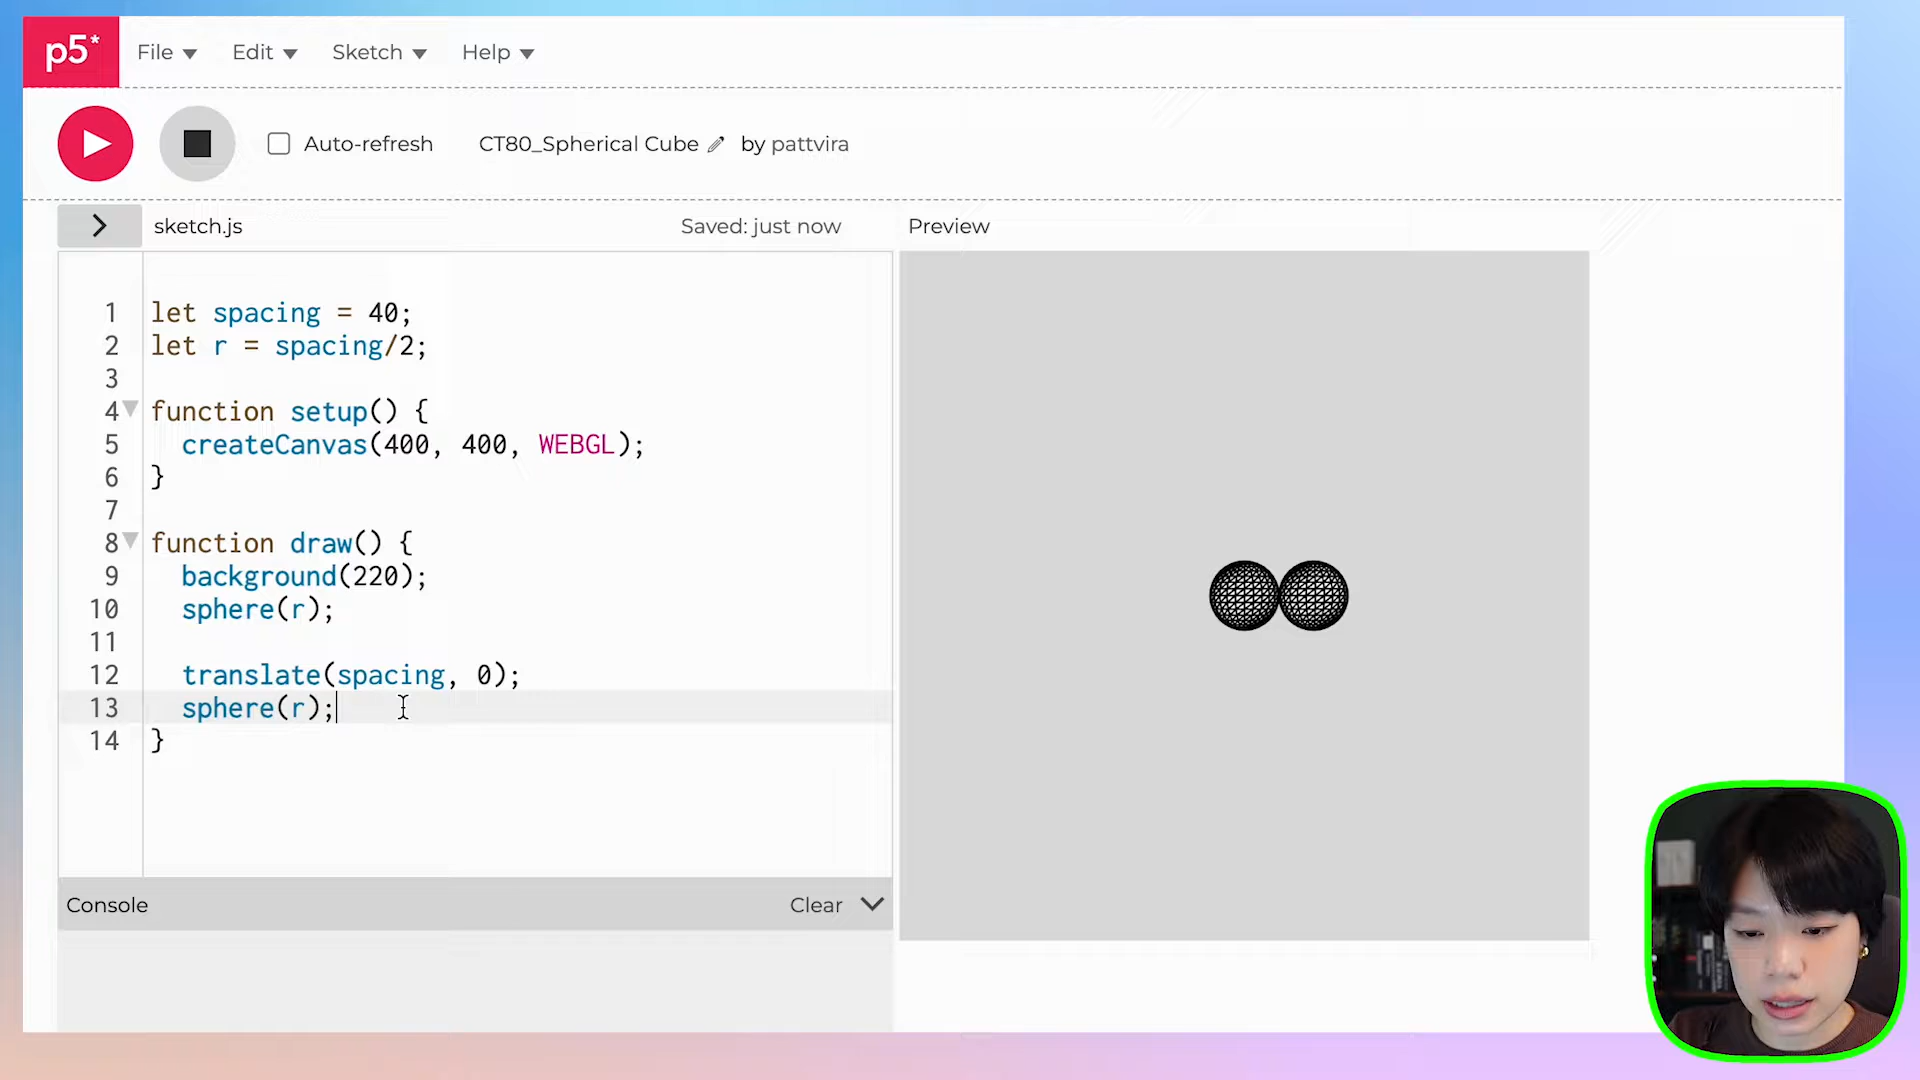 p5*
File
Edit
Sketch
Help
Auto-refresh
CT80_Spherical Cube
by pattvira
sketch.js
Saved: just now
Preview
1 let spacing = 40;
2 let r = spacing/2;
3
4 function setup() {
5 createCanvas(400, 400, WEBGL);
6 }
7
8 function draw() {
9 background(220);
10 sphere(r);
11
12 translate(spacing, 0);
13 sphere(r);
14 }
Console
Clear